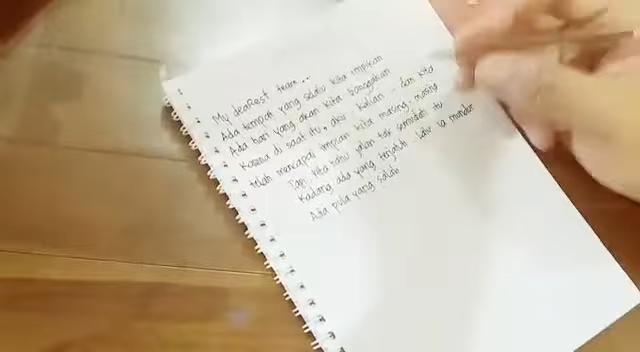 My deaRest team...
Ada tempat yang selalu kita impikan
Ada hari yang akan kita banggakan
Karena di saat itu, aku, kalian.. dan kita
telah mencapai impian kita masing-masing
Tapi kita tahu jalan tak semudah itu
Kadang ada yang terjatuh lalu ia mundur
Ada pula yang salah